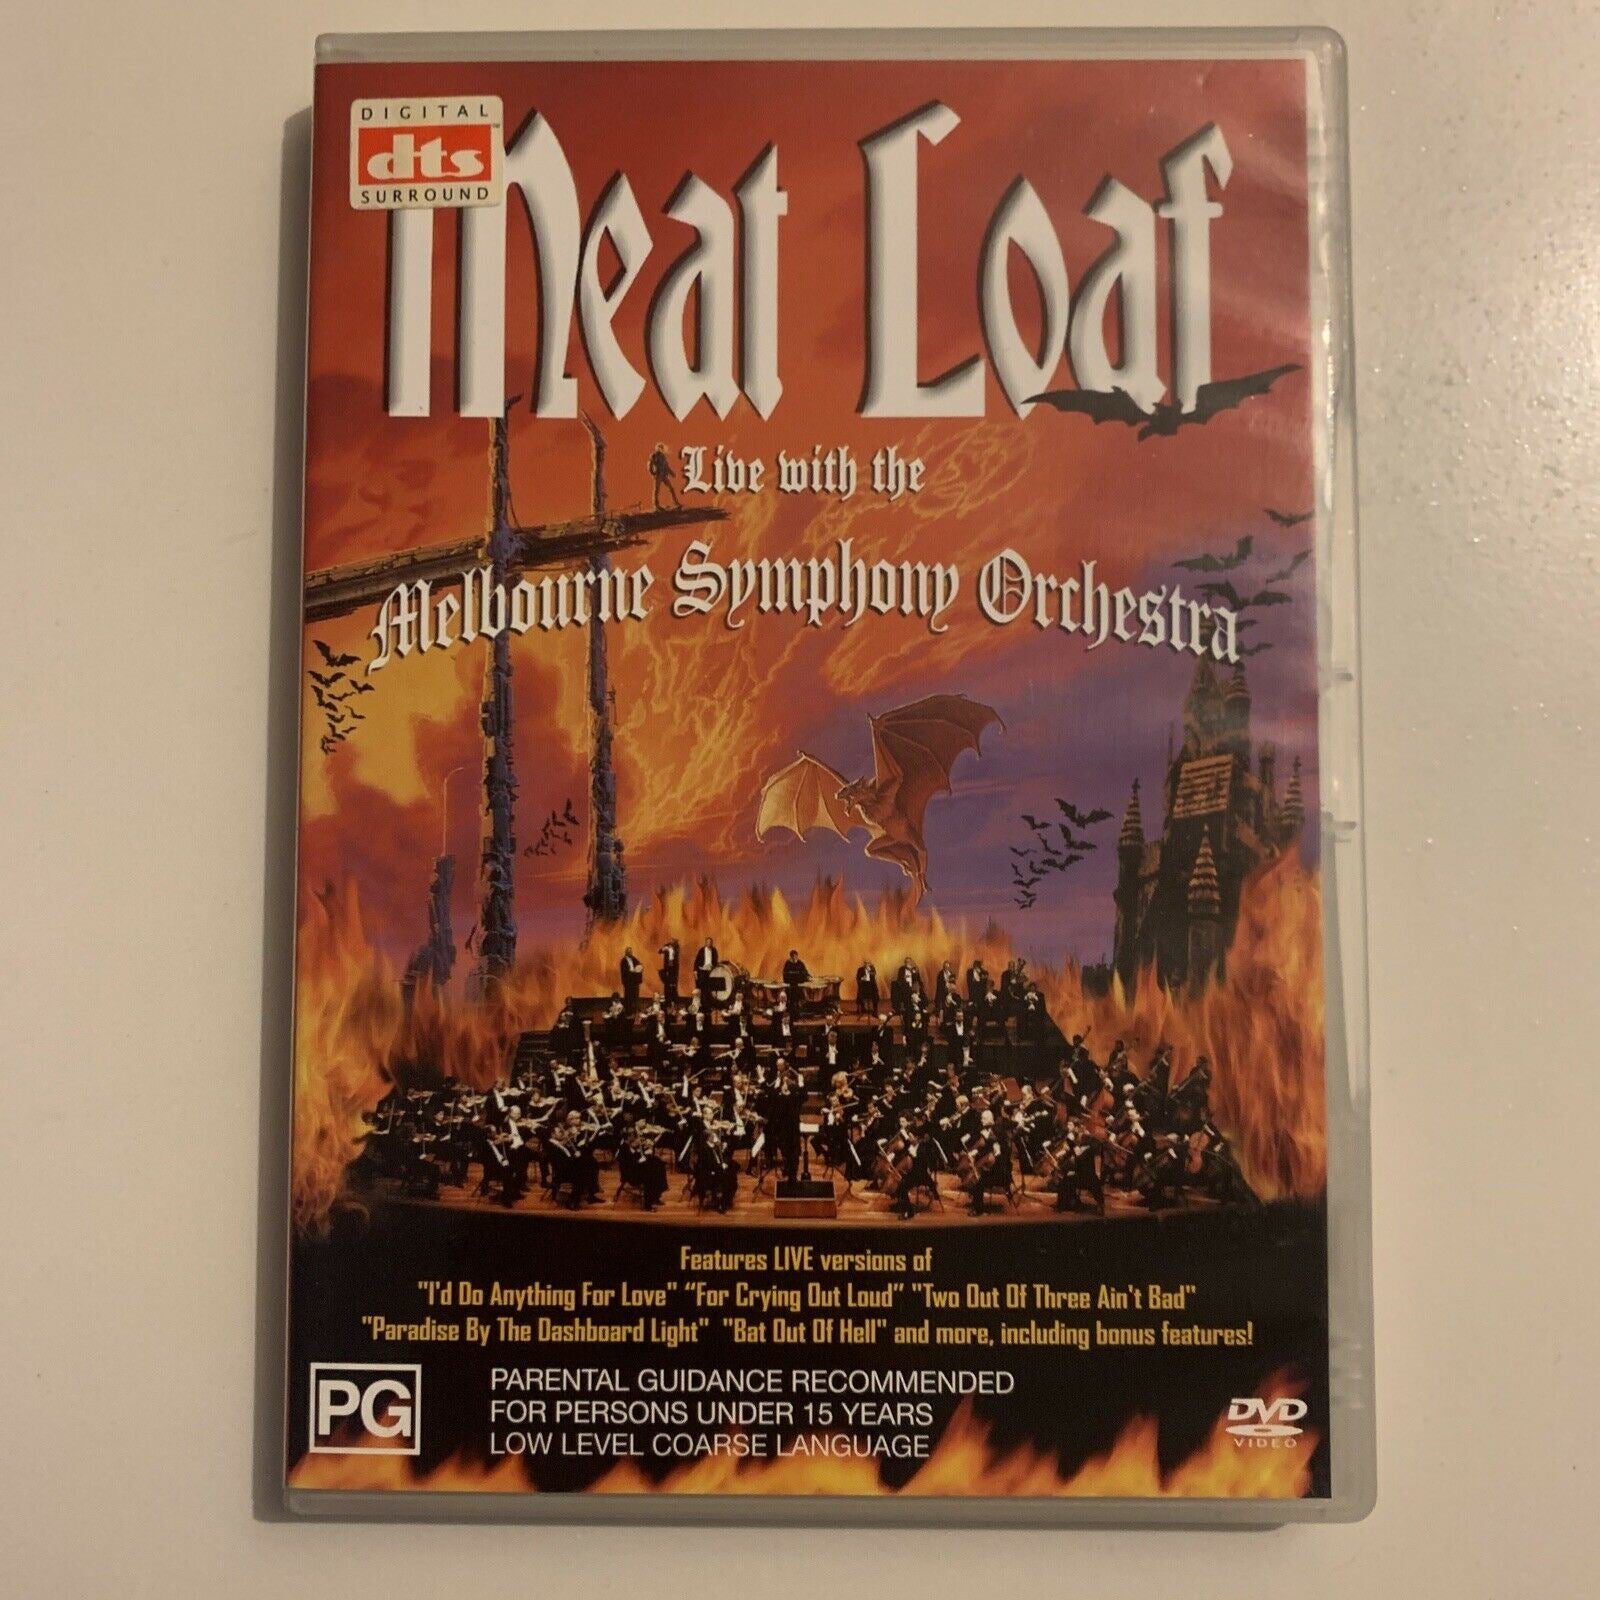 DIGITAL
dts
SURROUND
Meat Loaf
Live with the
Melbourne Symphony Orchestra
Features LIVE versions of
"I'd Do Anything For Love" “For Crying Out Loud” "Two Out Of Three Ain't Bad"
"Paradise By The Dashboard Light" "Bat Out Of Hell" and more, including bonus features!
PG
PARENTAL GUIDANCE RECOMMENDED
FOR PERSONS UNDER 15 YEARS
LOW LEVEL COARSE LANGUAGE
DVD
VIDEO